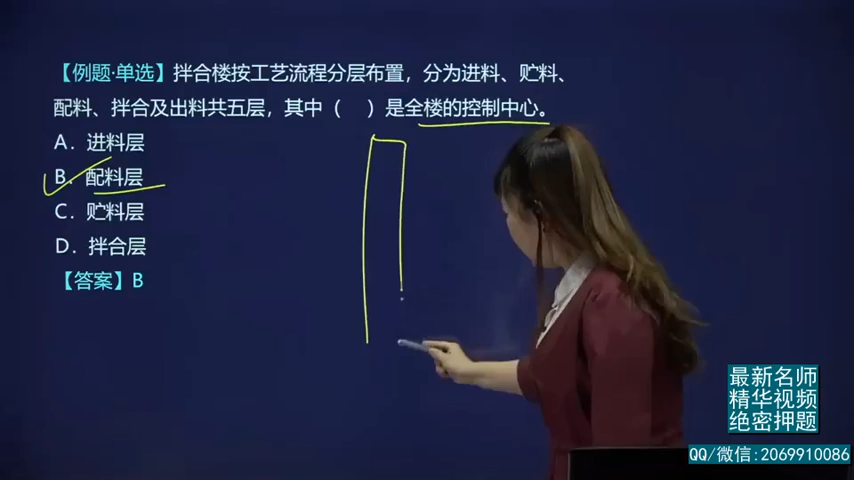 【例题·单选】拌合楼按工艺流程分层布置，分为进料、贮料、
配料、拌合及出料共五层，其中（ ）是全楼的控制中心。
A. 进料层
B. 配料层
C. 贮料层
D. 拌合层
【答案】B
最新名师
精华视频
绝密押题
QQ/微信:2069910086